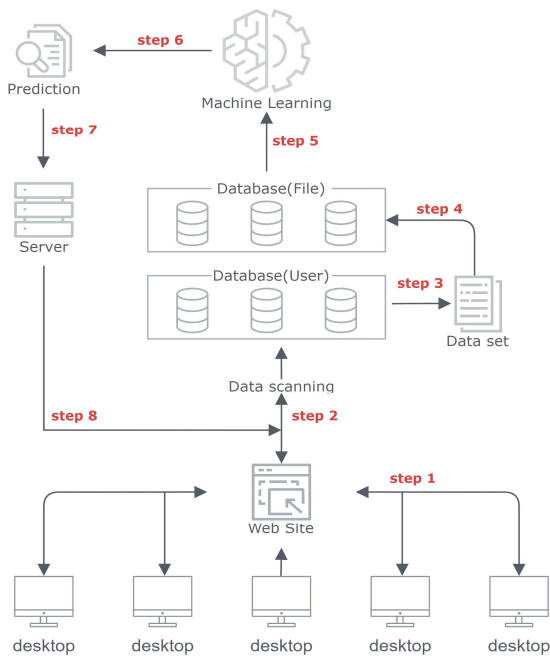 step 6
Prediction
Machine Learning
step 7
step 5
Database(File)
step 4
Server
Database(User)
step 3
Data set
Data scanning
step 8
step 2
step 1
Web Site
desktop
desktop
desktop
desktop
desktop